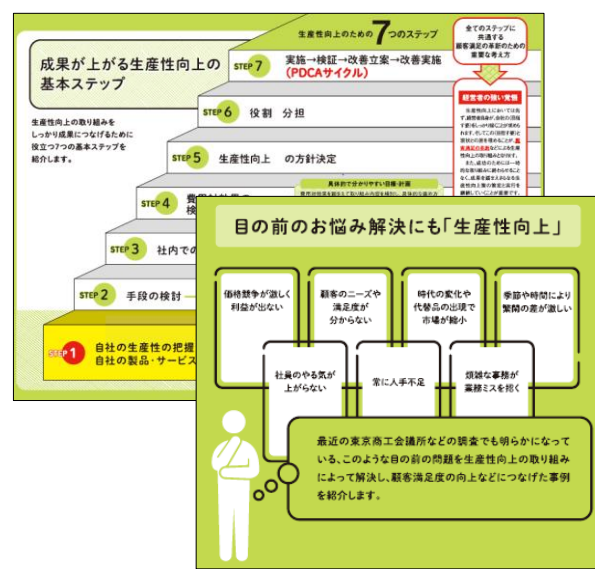 生産性向上のための7つのステップ
成果が上がる生産性向上の
基本ステップ
生産性向上の取り組みを
しっかり成果につなげるために
役立つ7つの基本ステップを
紹介します。
STEP 7
実施→検証→改善立案→改善実施
(PDCAサイクル)
STEP 6 役割 分担
STEP 5 生産性向上 の方針決定
STEP 4
STEP 3 社内での
STEP 2 手段の検討
STEP 1
自社の生産性の把握
自社の製品・サービス
全てのステップに
共通する
顧客満足の革新のための
重要な考え方
経営者の強い覚悟
具体的で分かりやすい目標・計画
目の前のお悩み解決にも「生産性向上」
価格競争が激しく
利益が出ない
顧客のニーズや
満足度が
分からない
時代の変化や
代替品の出現で
市場が縮小
季節や時間により
繁閑の差が激しい
社員のやる気が
上がらない
常に人手不足
煩雑な事務が
業務ミスを招く
最近の東京商工会議所などの調査でも明らかになって
いる、このような目の前の問題を生産性向上の取り組み
によって解決し、顧客満足度の向上などにつなげた事例
を紹介します。